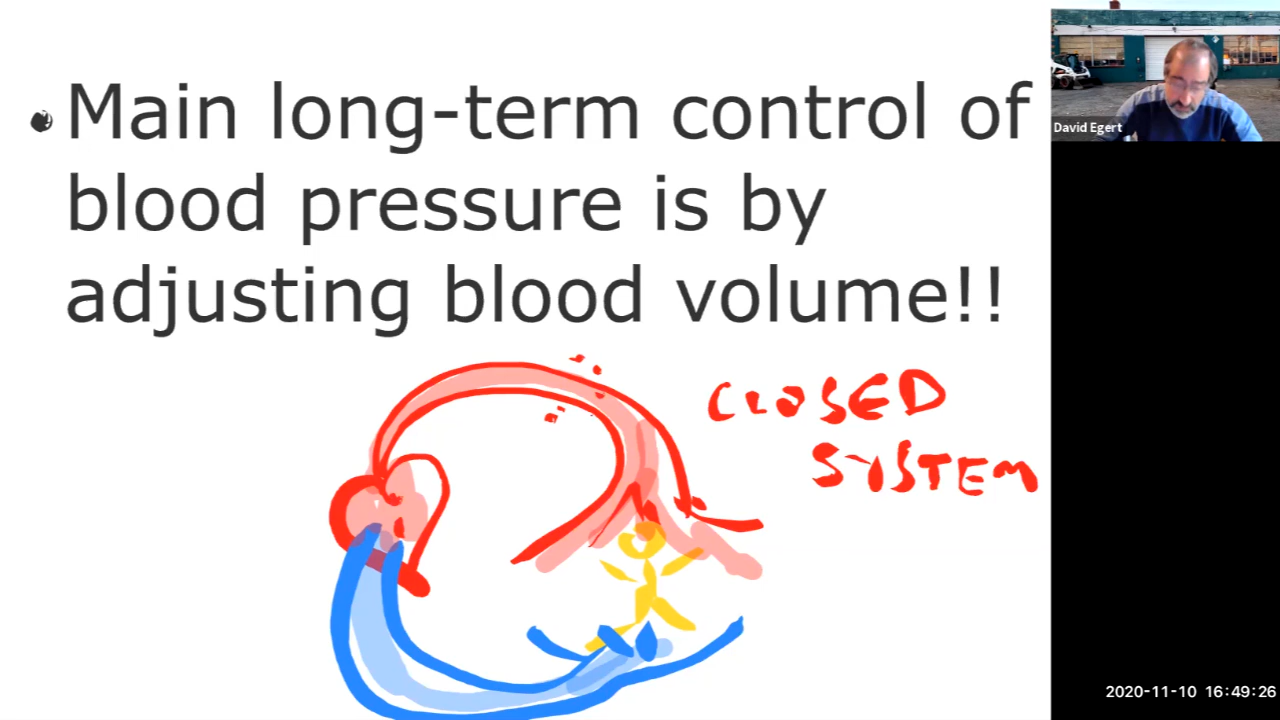 Main long-term control of
blood pressure is by
adjusting blood volume!!
CLOSED
SYSTEM
David Egert
2020-11-10 16:49:26